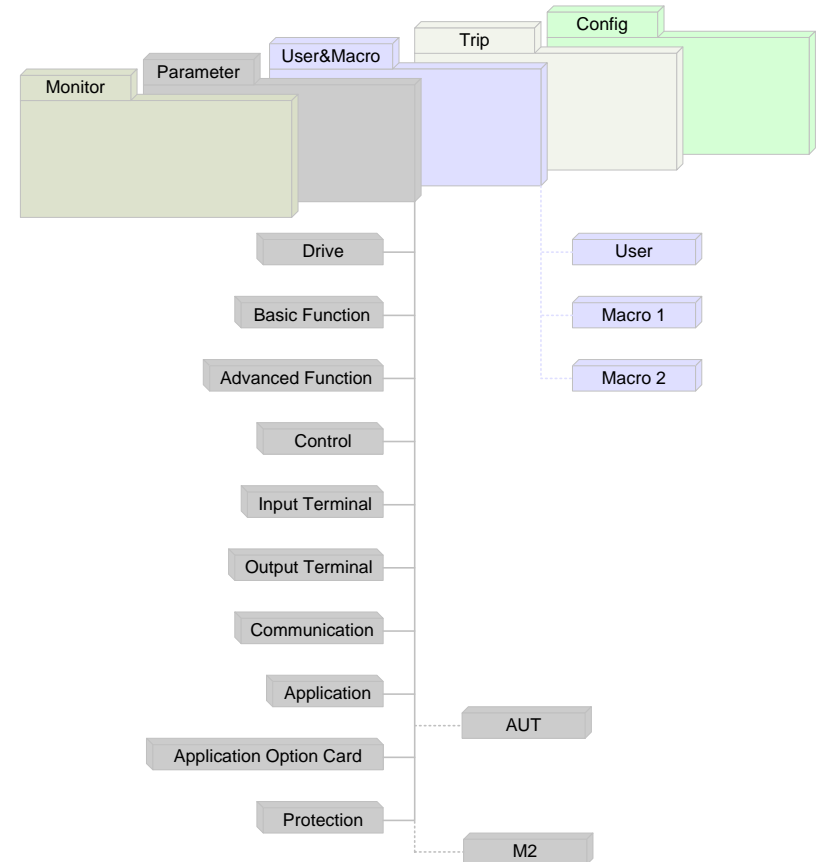 Monitor
Parameter
User&Macro
Trip
Config
Drive
User
Basic Function
Macro 1
Advanced Function
Macro 2
Control
Input Terminal
Output Terminal
Communication
Application
AUT
Application Option Card
Protection
M2